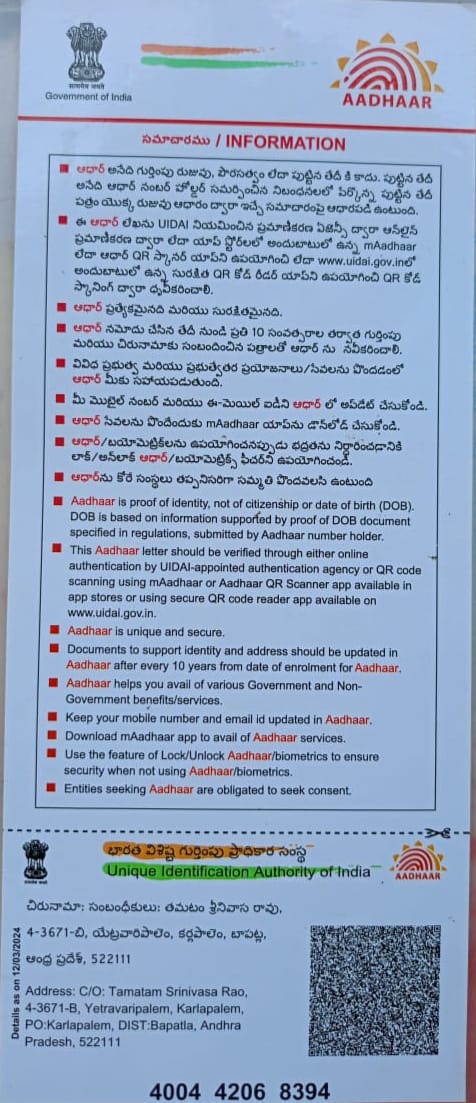 सत्यमेव जयते
Government of India
AADHAAR
సమాచారము / INFORMATION
ఆధార్ అనేది గుర్తింపు రుజువు, పౌరసత్వం లేదా పుట్టిన తేదీ కి కాదు. పుట్టిన తేదీ
అనేది ఆధార్ నంబర్ హోల్డర్ సమర్పించిన నిబంధనలలో పేర్కొన్న పుట్టిన తేదీ
పత్రం యొక్క రుజువు ఆధారం ద్వారా ఇచ్చే సమాచారంపై ఆధారపడి ఉంటుంది.
ఈ ఆధార్ లేఖను UIDAI నియమించిన ప్రమాణీకరణ ఏజెన్సీ ద్వారా ఆన్‌లైన్
ప్రమాణీకరణ ద్వారా లేదా యాప్ స్టోర్‌లలో అందుబాటులో ఉన్న mAadhaar
లేదా ఆధార్ QR స్కానర్ యాప్‌ని ఉపయోగించి లేదా www.uidai.gov.inలో
అందుబాటులో ఉన్న సురక్షిత QR కోడ్ రీడర్ యాప్‌ని ఉపయోగించి QR కోడ్
స్కానింగ్ ద్వారా ధృవీకరించాలి.
ఆధార్ ప్రత్యేకమైనది మరియు సురక్షితమైనది.
ఆధార్ నమోదు చేసిన తేదీ నుండి ప్రతి 10 సంవత్సరాల తర్వాత గుర్తింపు
మరియు చిరునామాకు సంబందించిన పత్రాలతో ఆధార్ ను నవీకరించాలి.
వివిధ ప్రభుత్వ మరియు ప్రభుత్వేతర ప్రయోజనాలు/సేవలను పొందడంలో
ఆధార్ మీకు సహాయపడుతుంది.
మీ మొబైల్ నంబర్ మరియు ఈ-మెయిల్ ఐడిని ఆధార్ లో అప్‌డేట్ చేసుకోండి.
ఆధార్ సేవలను పొందేందుకు mAadhaar యాప్‌ను డౌన్‌లోడ్ చేసుకోండి.
ఆధార్/బయోమెట్రిక్‌లను ఉపయోగించనప్పుడు భద్రతను నిర్ధారించడానికి
లాక్/అన్‌లాక్ ఆధార్/బయోమెట్రిక్స్ ఫీచర్‌ని ఉపయోగించండి.
ఆధార్‌ను కోరే సంస్థలు తప్పనిసరిగా సమ్మతి పొందవలసి ఉంటుంది
Aadhaar is proof of identity, not of citizenship or date of birth (DOB).
DOB is based on information supported by proof of DOB document
specified in regulations, submitted by Aadhaar number holder.
This Aadhaar letter should be verified through either online
authentication by UIDAI-appointed authentication agency or QR code
scanning using mAadhaar or Aadhaar QR Scanner app available in
app stores or using secure QR code reader app available on
www.uidai.gov.in.
Aadhaar is unique and secure.
Documents to support identity and address should be updated in
Aadhaar after every 10 years from date of enrolment for Aadhaar.
Aadhaar helps you avail of various Government and Non-
Government benefits/services.
Keep your mobile number and email id updated in Aadhaar.
Download mAadhaar app to avail of Aadhaar services.
Use the feature of Lock/Unlock Aadhaar/biometrics to ensure
security when not using Aadhaar/biometrics.
Entities seeking Aadhaar are obligated to seek consent.
భారత విశిష్ట గుర్తింపు ప్రాధికార సంస్థ
Unique Identification Authority of India
AADHAAR
చిరునామా: సంబంధీకులు: తమటం శ్రీనివాస రావు,
4-3671-బి, యేట్రవారిపాలెం, కర్లపాలెం, బాపట్ల,
ఆంధ్ర ప్రదేశ్, 522111
Address: C/O: Tamatam Srinivasa Rao,
4-3671-B, Yetravaripalem, Karlapalem,
PO:Karlapalem, DIST:Bapatla, Andhra
Pradesh, 522111
Details as on 12/03/2024
4004 4206 8394